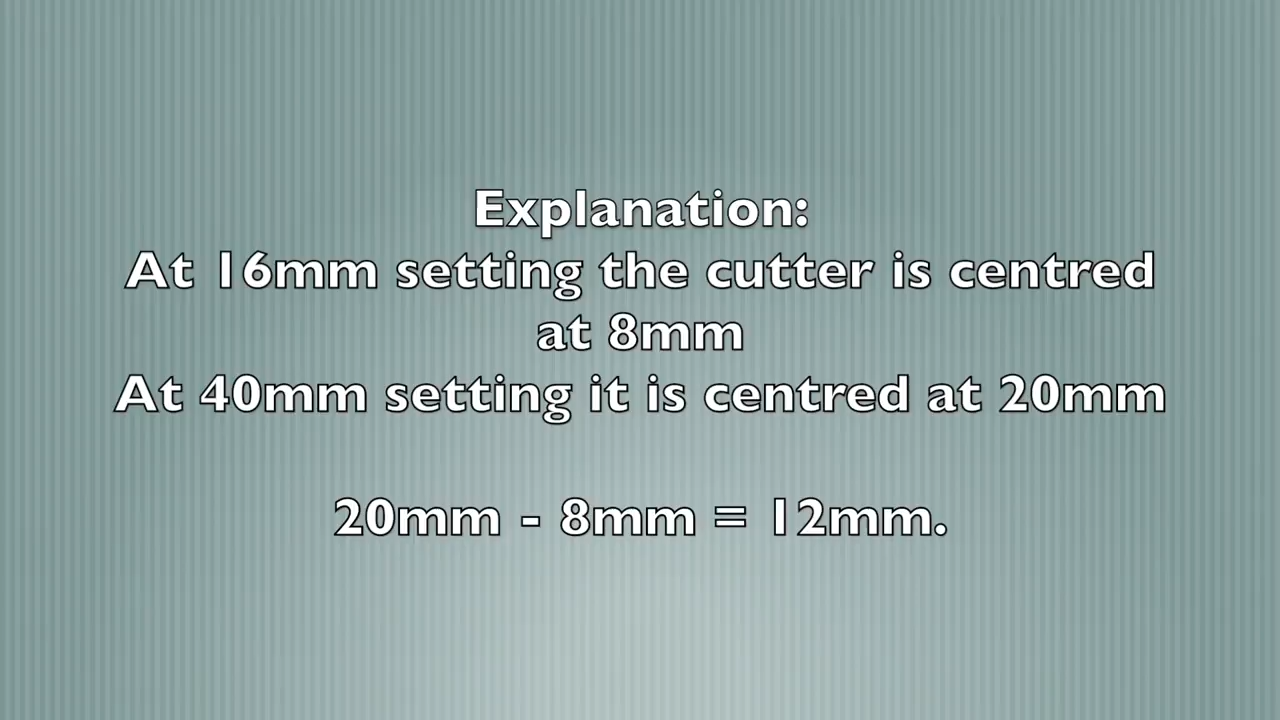 Explanation:
At 16mm setting the cutter is centred
at 8mm
At 40mm setting it is centred at 20mm
20mm - 8mm = 12mm.